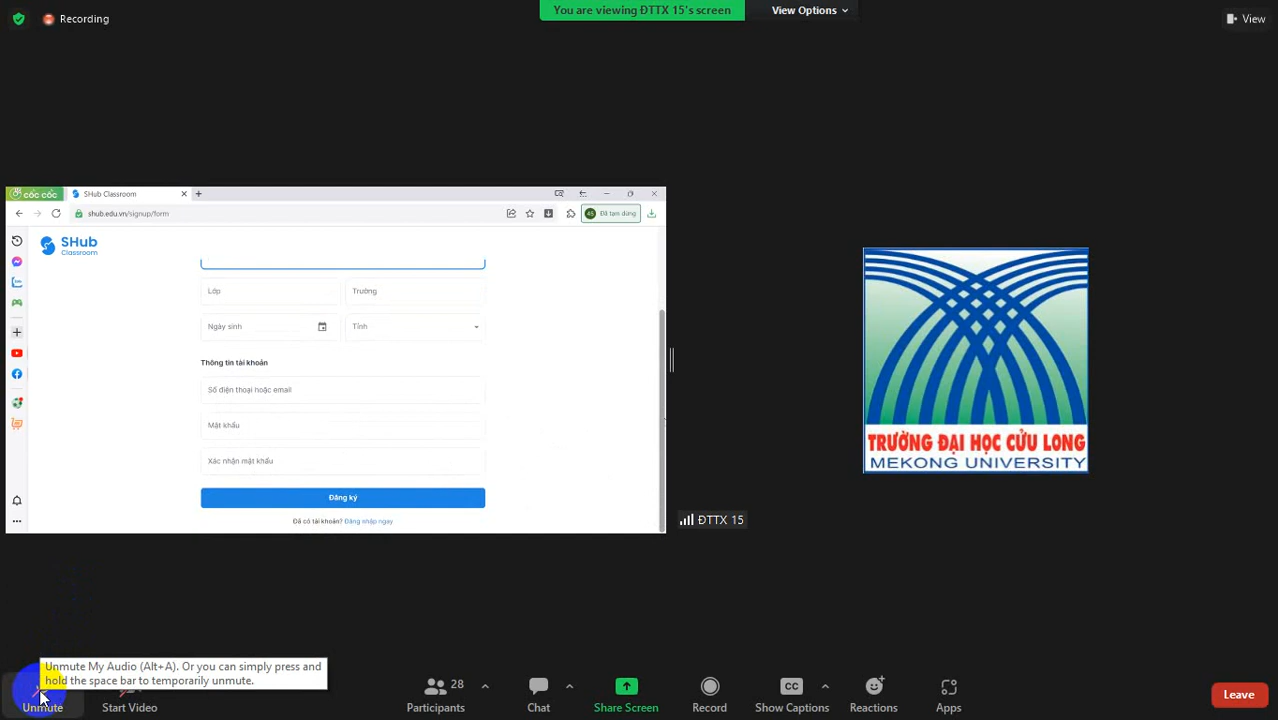 Recording
You are viewing ĐTTX 15's screen
View Options
View
cốc cốc
SHub Classroom
shub.edu.vn/signup/form
45
Đã tạm dừng
SHub
Classroom
Lớp
Trường
Ngày sinh
Tỉnh
Thông tin tài khoản
Số điện thoại hoặc email
Mật khẩu
Xác nhận mật khẩu
Đăng ký
Đã có tài khoản? Đăng nhập ngay
TRƯỜNG ĐẠI HỌC CỬU LONG
MEKONG UNIVERSITY
ĐTTX 15
Unmute My Audio (Alt+A). Or you can simply press and
hold the space bar to temporarily unmute.
Unmute
Start Video
Participants
28
Chat
Share Screen
Record
CC
Show Captions
Reactions
Apps
Leave